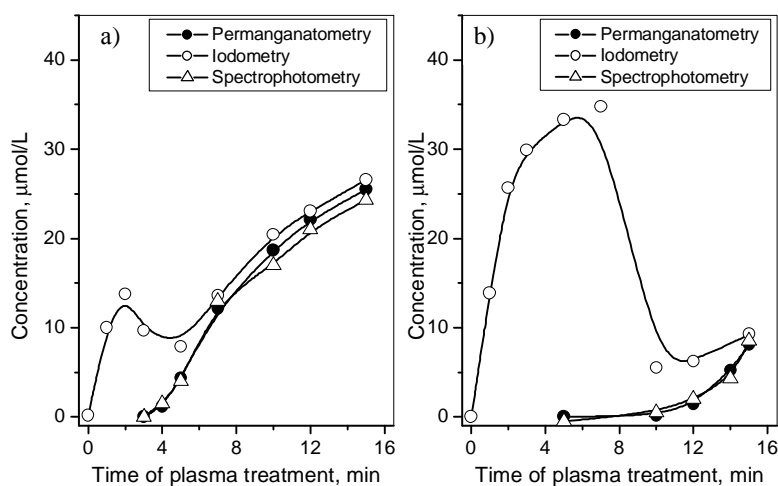 a)
Permanganatometry
Iodometry
Spectrophotometry
40
30
20
10
0
Concentration, μmol/L
0 4 8 12 16
Time of plasma treatment, min
b)
Permanganatometry
Iodometry
Spectrophotometry
40
30
20
10
0
Concentration, μmol/L
0 4 8 12 16
Time of plasma treatment, min